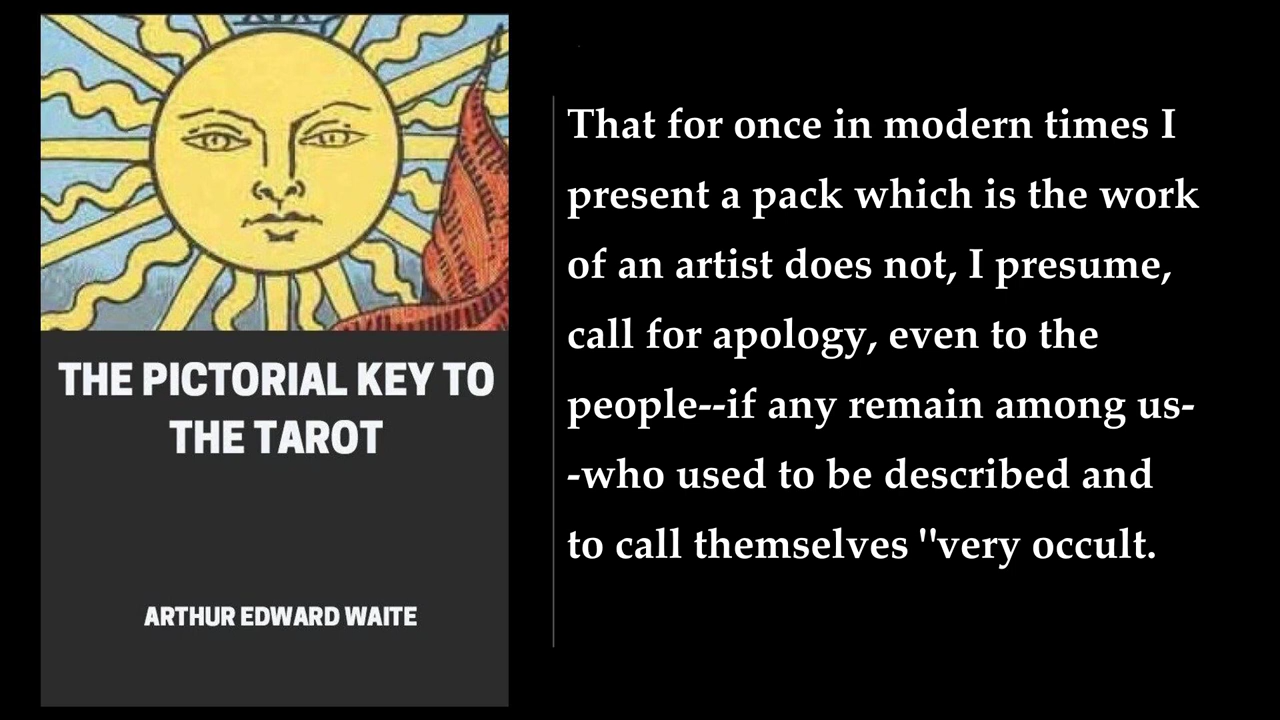 XIX
THE PICTORIAL KEY TO
THE TAROT
ARTHUR EDWARD WAITE
That for once in modern times I
present a pack which is the work
of an artist does not, I presume,
call for apology, even to the
people--if any remain among us-
-who used to be described and
to call themselves "very occult.